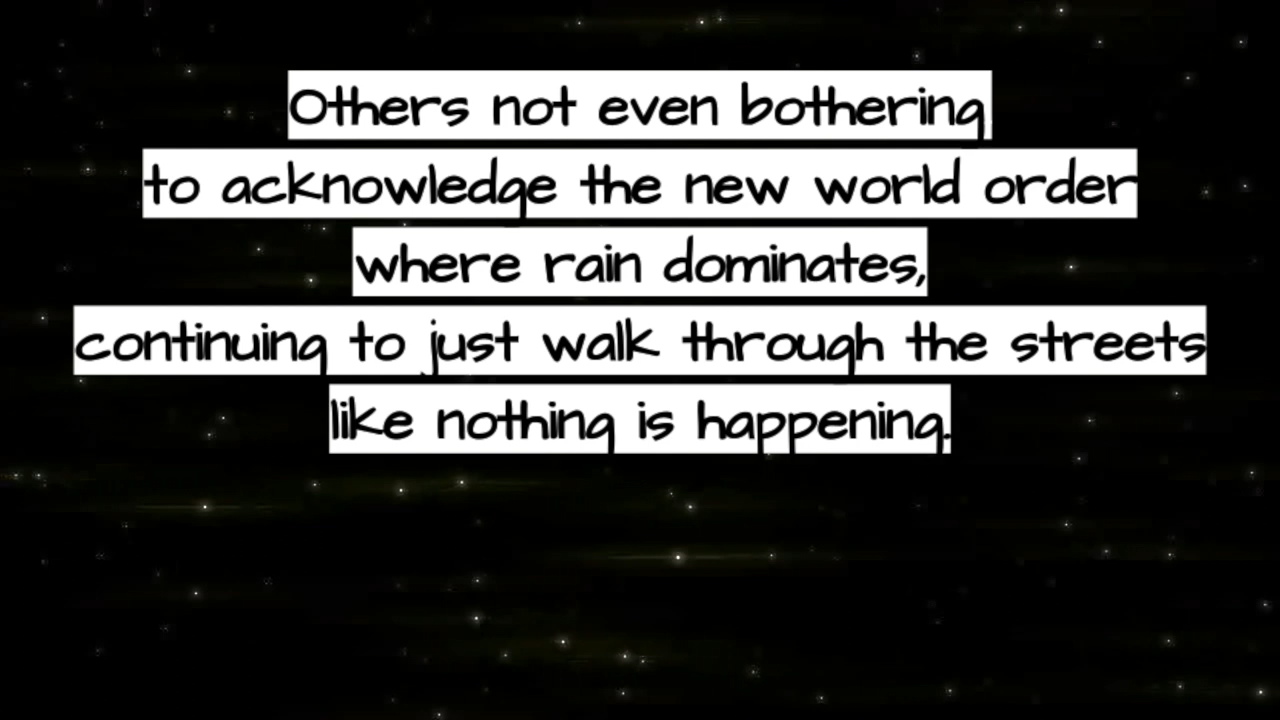 Others not even bothering
to acknowledge the new world order
where rain dominates,
continuing to just walk through the streets
like nothing is happening.